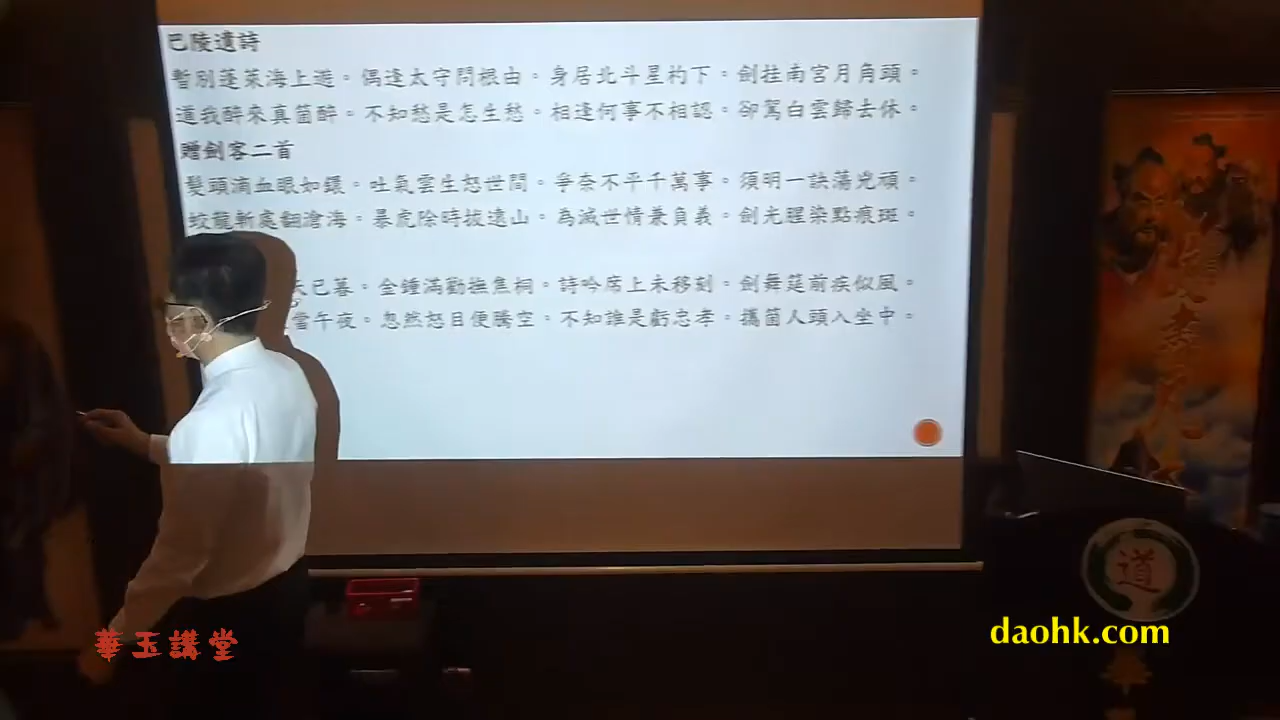 巴陵遺詩
暫別蓬萊海上遊。偶逢太守問根由。身居北斗星杓下。劍挂南宮月角頭。
道我醉來真箇醉。不知愁是怎生愁。相逢何事不相認。卻駕白雲歸去休。
贈劍客二首
髮頭滴血眼如鐶。吐氣雲生怒世間。爭奈不平千萬事。須明一訣蕩兇頑。
蛟龍斬處翻滄海。暴虎除時拔遠山。為滅世情兼負義。劍光腥染點痕斑。
天已暮。金錘滿勸撫焦桐。詩吟席上未移刻。劍舞筵前疾似風。
當午夜。忽然怒目便騰空。不知誰是虧忠孝。攜箇人頭入坐中。
道
華玉講堂
daohk.com